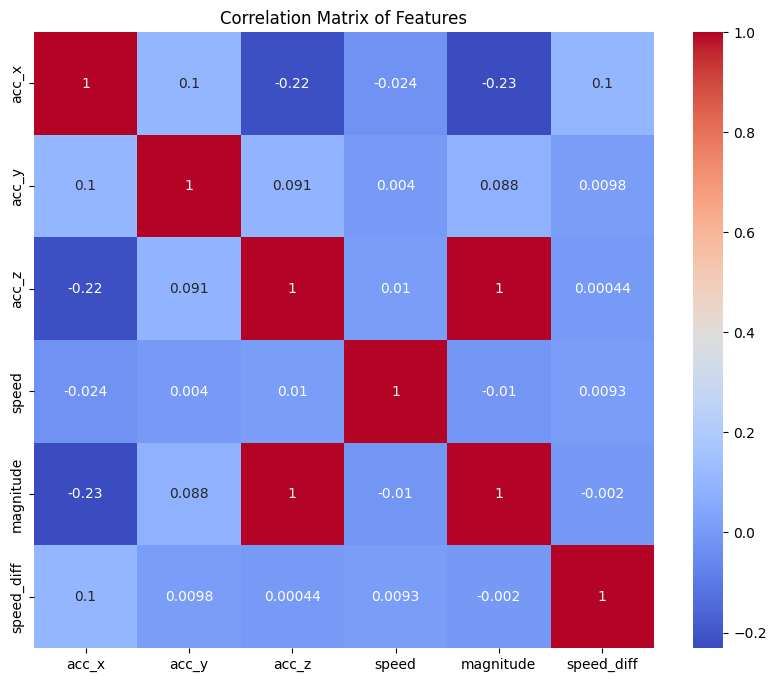 Correlation Matrix of Features
acc_x 1 0.1 -0.22 -0.024 -0.23 0.1
acc_y 0.1 1 0.091 0.004 0.088 0.0098
acc_z -0.22 0.091 1 0.01 1 0.00044
speed -0.024 0.004 0.01 1 -0.01 0.0093
magnitude -0.23 0.088 1 -0.01 1 -0.002
speed_diff 0.1 0.0098 0.00044 0.0093 -0.002 1
acc_x acc_y acc_z speed magnitude speed_diff
1.0
0.8
0.6
0.4
0.2
0.0
−0.2